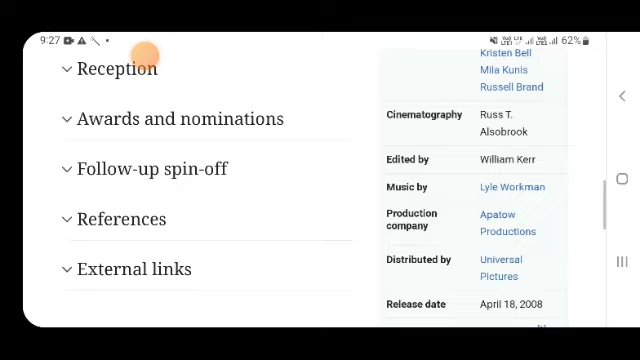 9:27
62%
Reception
Awards and nominations
Follow-up spin-off
References
External links
Kristen Bell
Mila Kunis
Russell Brand
Cinematography Russ T.
Alsobrook
Edited by William Kerr
Music by Lyle Workman
Production company Apatow
Productions
Distributed by Universal
Pictures
Release date April 18, 2008